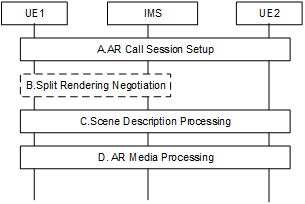 UE1
IMS
UE2
A.AR Call Session Setup
B.Split Rendering Negotiation
C.Scene Description Processing
D. AR Media Processing